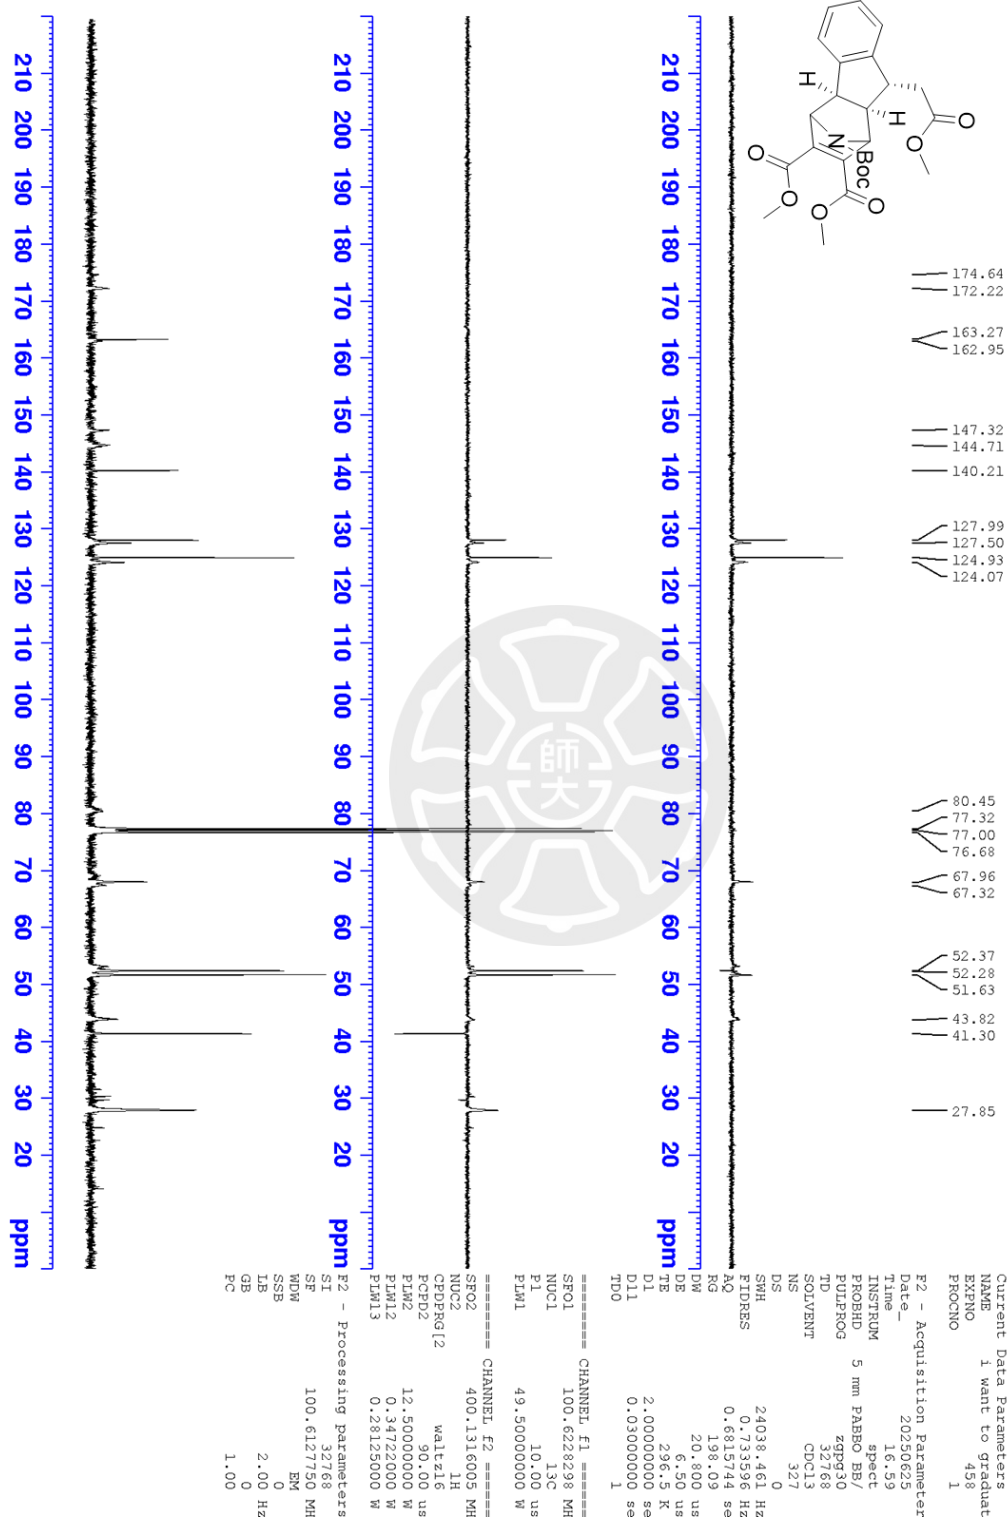 H
H
N
Boc
O
O
O
O
O
O
174.64
172.22
163.27
162.95
147.32
144.71
140.21
127.99
127.50
124.93
124.07
80.45
77.32
77.00
76.68
67.96
67.32
52.37
52.28
51.63
43.82
41.30
27.85
210 200 190 180 170 160 150 140 130 120 110 100 90 80 70 60 50 40 30 20 ppm
210 200 190 180 170 160 150 140 130 120 110 100 90 80 70 60 50 40 30 20 ppm
210 200 190 180 170 160 150 140 130 120 110 100 90 80 70 60 50 40 30 20 ppm
師大
Current Data Parameters
NAME i want to graduat
EXPNO 458
PROCNO 1
F2 - Acquisition Parameter
Date_ 20250625
Time 16.59
INSTRUM spect
PROBHD 5 mm PABBO BB/
PULPROG zgpg30
TD 32768
SOLVENT CDCl3
NS 327
DS 0
SWH 24038.461 Hz
FIDRES 0.733596 Hz
AQ 0.6815744 se
RG 198.09
DW 20.800 us
DE 6.50 us
TE 296.5 K
D1 2.00000000 se
D11 0.03000000 se
TD0 1
======== CHANNEL f1 ========
SFO1 100.6228298 MH
NUC1 13C
P1 10.00 us
PLW1 49.50000000 W
======== CHANNEL f2 ========
SFO2 400.1316005 MH
NUC2 1H
CPDPRG[2 waltz16
PCPD2 90.00 us
PLW2 12.50000000 W
PLW12 0.34722000 W
PLW13 0.28125000 W
F2 - Processing parameters
SI 32768
SF 100.6127750 MH
WDW EM
SSB 0
LB 2.00 Hz
GB 0
PC 1.00